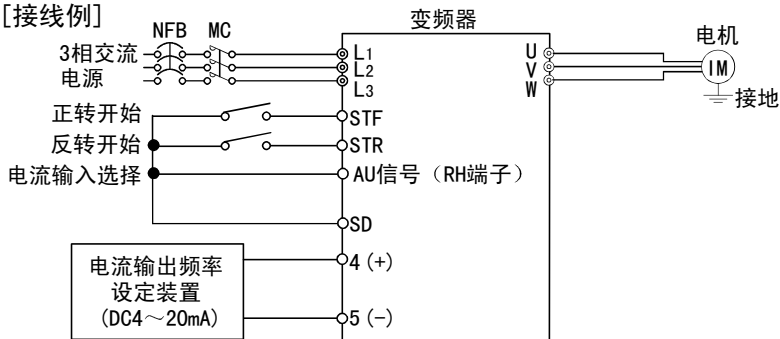 [接线例]
变频器
NFB MC
3相交流
电源
L1
L2
L3
U
V
W
电机
IM
接地
正转开始
STF
反转开始
STR
电流输入选择
AU信号（RH端子）
SD
电流输出频率
设定装置
(DC4～20mA)
4 (+)
5 (−)